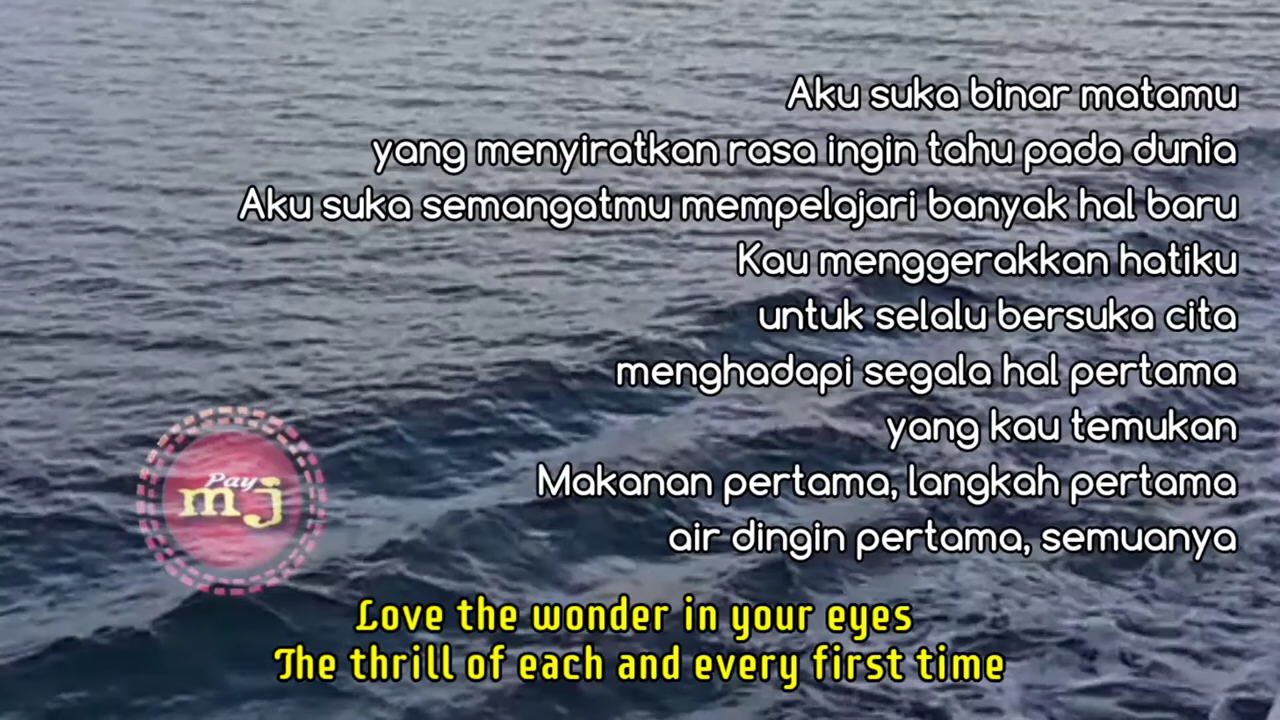 Aku suka binar matamu
yang menyiratkan rasa ingin tahu pada dunia
Aku suka semangatmu mempelajari banyak hal baru
Kau menggerakkan hatiku
untuk selalu bersuka cita
menghadapi segala hal pertama
yang kau temukan
Makanan pertama, langkah pertama
air dingin pertama, semuanya
Pay
mj
Love the wonder in your eyes
The thrill of each and every first time